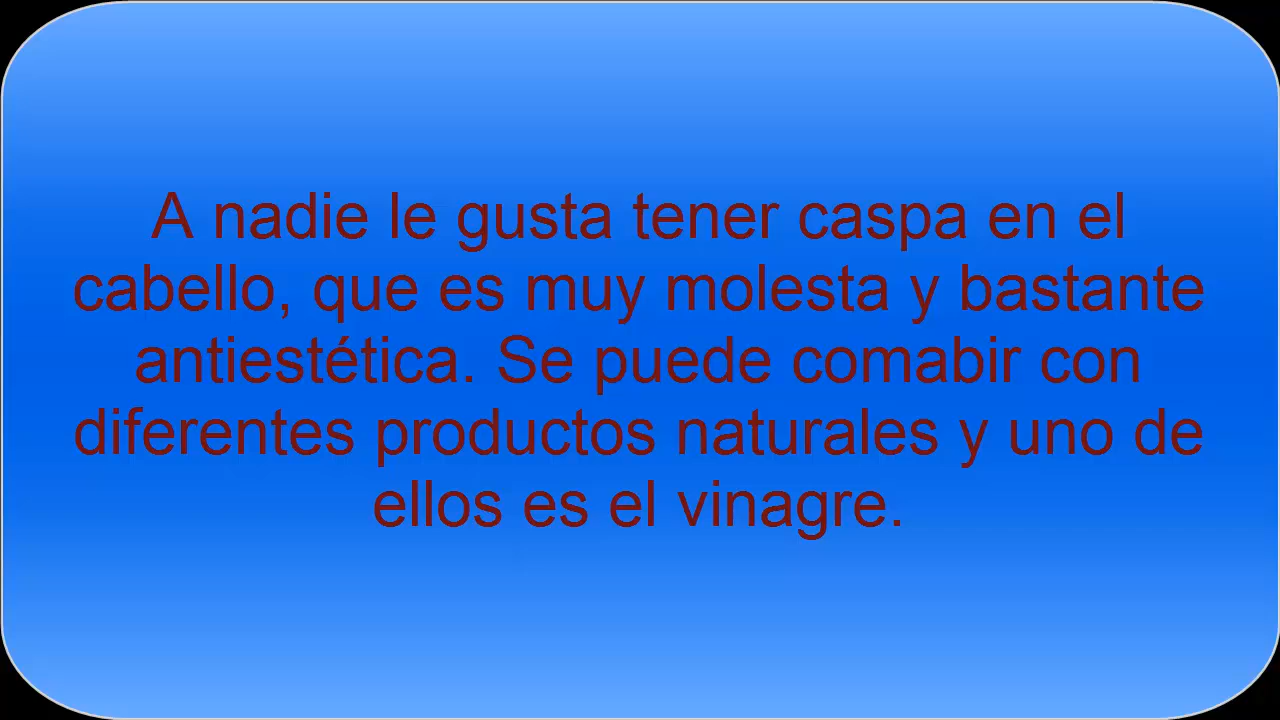 A nadie le gusta tener caspa en el
cabello, que es muy molesta y bastante
antiestética. Se puede comabir con
diferentes productos naturales y uno de
ellos es el vinagre.